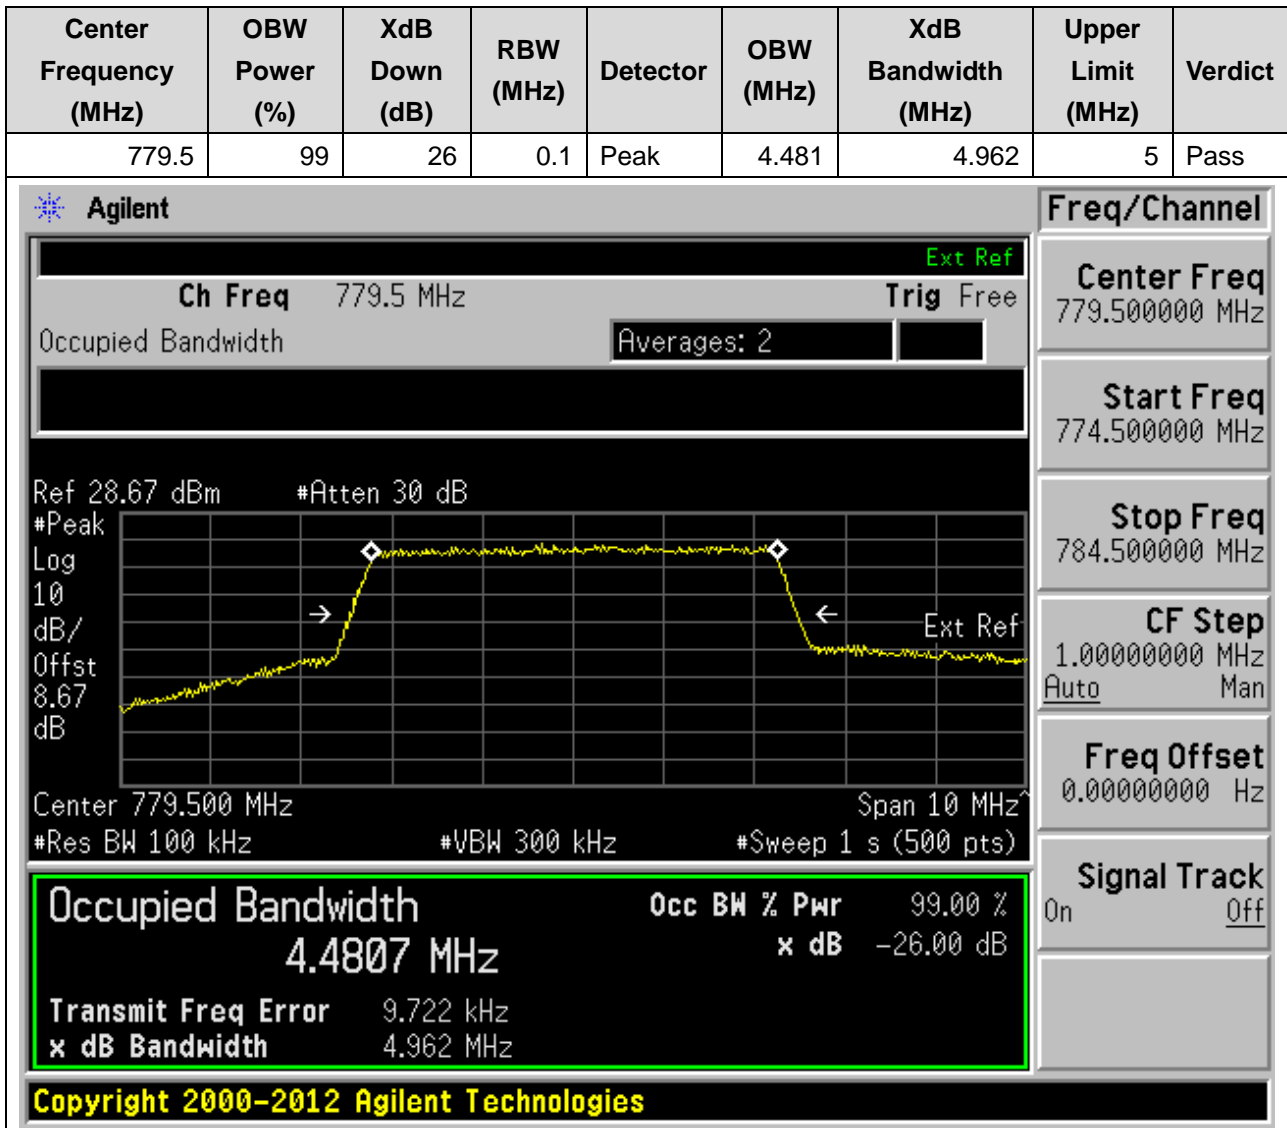 Center Frequency (MHz) OBW Power (%) XdB Down (dB) RBW (MHz) Detector OBW (MHz) XdB Bandwidth (MHz) Upper Limit (MHz) Verdict
779.5 99 26 0.1 Peak 4.481 4.962 5 Pass
Agilent
Freq/Channel
Ext Ref
Ch Freq 779.5 MHz Trig Free
Occupied Bandwidth Averages: 2
Center Freq
779.500000 MHz
Start Freq
774.500000 MHz
Stop Freq
784.500000 MHz
CF Step
1.00000000 MHz
Auto Man
Freq Offset
0.00000000 Hz
Signal Track
On Off
Ref 28.67 dBm #Atten 30 dB
#Peak
Log
10
dB/
Offst
8.67
dB
Ext Ref
Center 779.500 MHz Span 10 MHz^
#Res BW 100 kHz #VBW 300 kHz #Sweep 1 s (500 pts)
Occupied Bandwidth
4.4807 MHz
Occ BW % Pwr 99.00 %
x dB -26.00 dB
Transmit Freq Error 9.722 kHz
x dB Bandwidth 4.962 MHz
Copyright 2000-2012 Agilent Technologies